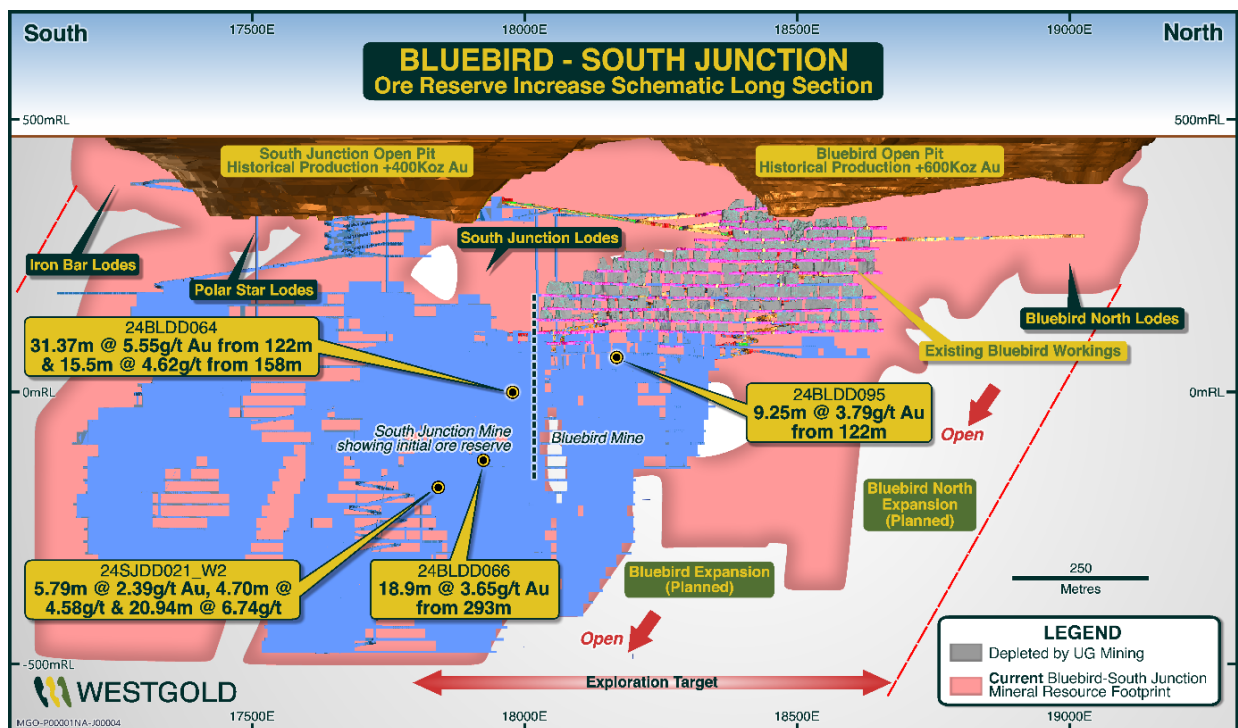 South
17500E
18000E
18500E
19000E
North
BLUEBIRD - SOUTH JUNCTION
Ore Reserve Increase Schematic Long Section
500mRL
500mRL
South Junction Open Pit
Historical Production +400Koz Au
Bluebird Open Pit
Historical Production +600Koz Au
South Junction Lodes
Iron Bar Lodes
Polar Star Lodes
Bluebird North Lodes
24BLDD064
31.37m @ 5.55g/t Au from 122m
& 15.5m @ 4.62g/t from 158m
Existing Bluebird Workings
0mRL
0mRL
24BLDD095
9.25m @ 3.79g/t Au
from 122m
Open
South Junction Mine
showing initial ore reserve
Bluebird Mine
Bluebird North
Expansion
(Planned)
24SJDD021_W2
5.79m @ 2.39g/t Au, 4.70m @
4.58g/t & 20.94m @ 6.74g/t
24BLDD066
18.9m @ 3.65g/t Au
from 293m
Bluebird Expansion
(Planned)
250
Metres
Open
LEGEND
Depleted by UG Mining
Current Bluebird-South Junction
Mineral Resource Footprint
-500mRL
WESTGOLD
Exploration Target
MGO-P00001NA-J00004
17500E
18000E
18500E
19000E